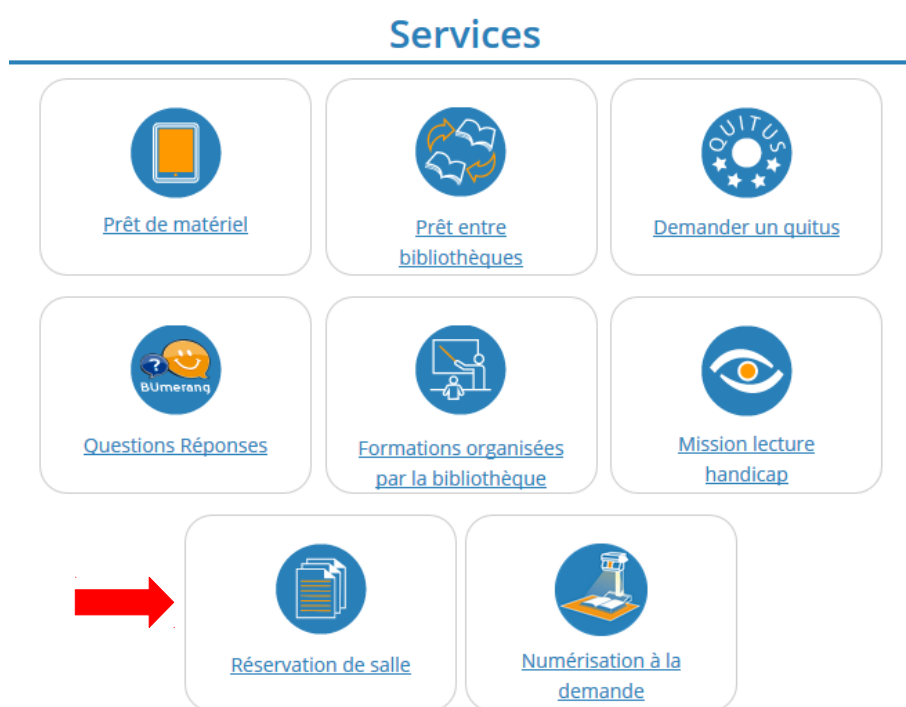 Services
QUITUS
Prêt de matériel
Prêt entre
bibliothèques
Demander un quitus
?
BUmerang
Questions Réponses
Formations organisées
par la bibliothèque
Mission lecture
handicap
Réservation de salle
Numérisation à la
demande